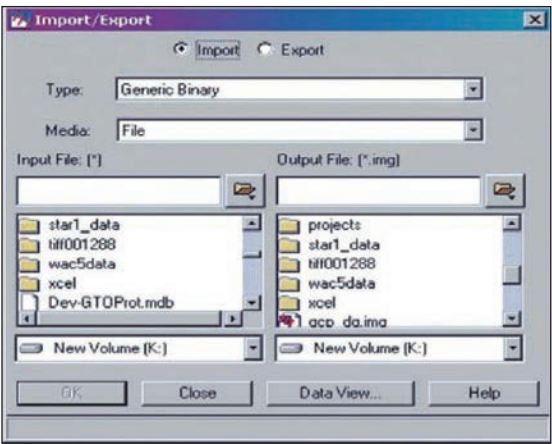 Import/Export
Import Export
Type: Generic Binary
Media: File
Input File: (*) Output File: (*.img)
star1_data projects
tiff001288 star1_data
wac5data tiff001288
xcel wac5data
Dev-GTOProt.mdb xcel
gcp_dg.img
New Volume (K:) New Volume (K:)
OK Close Data View... Help